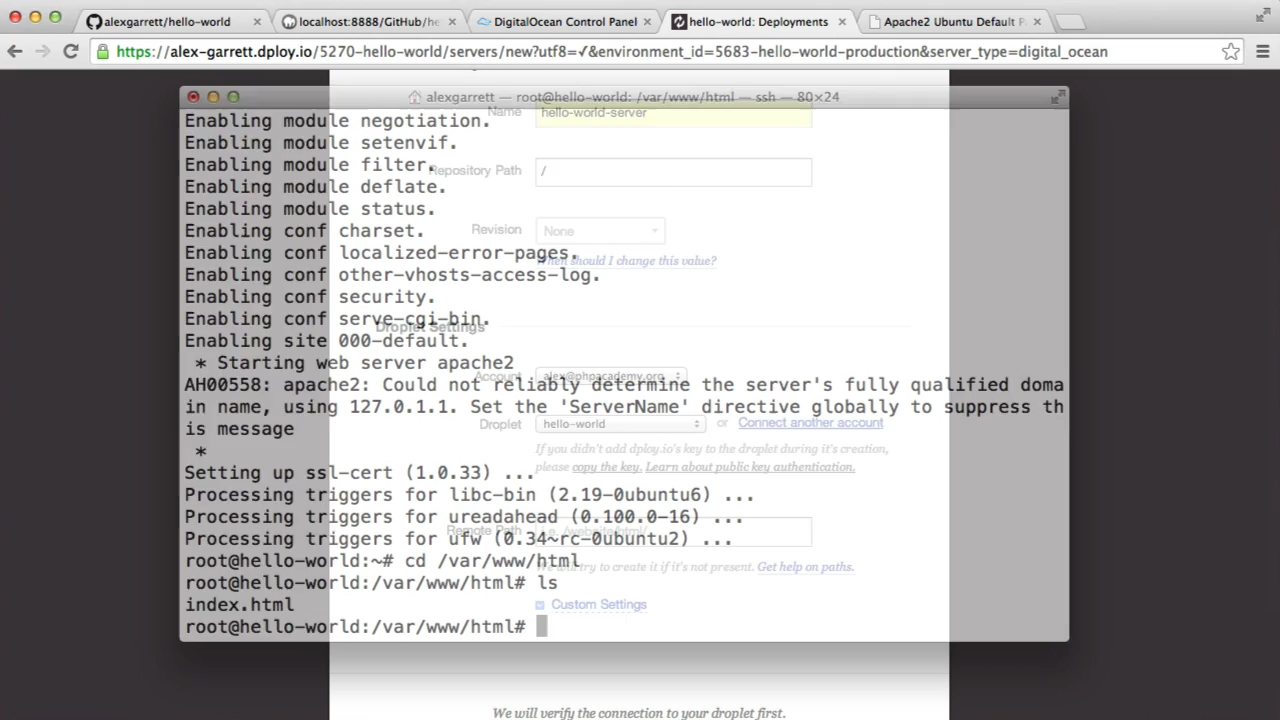 alexgarrett/hello-world
localhost:8888/GitHub/he
DigitalOcean Control Panel
hello-world: Deployments
Apache2 Ubuntu Default P
https://alex-garrett.dploy.io/5270-hello-world/servers/new?utf8=✓&environment_id=5683-hello-world-production&server_type=digital_ocean
alexgarrett — root@hello-world: /var/www/html — ssh — 80×24
Name
hello-world-server
Enabling module negotiation.
Enabling module setenvif.
Enabling module filter.
Repository Path
/
Enabling module deflate.
Enabling module status.
Enabling conf charset.
Revision
None
Enabling conf localized-error-pages.
When should I change this value?
Enabling conf other-vhosts-access-log.
Enabling conf security.
Enabling conf serve-cgi-bin.
Droplet Settings
Enabling site 000-default.
* Starting web server apache2
Account
alex@phpacademy.org
AH00558: apache2: Could not reliably determine the server's fully qualified doma
in name, using 127.0.1.1. Set the 'ServerName' directive globally to suppress th
is message
Droplet
hello-world
or
Connect another account
*
If you didn't add dploy.io's key to the droplet during it's creation,
please copy the key. Learn about public key authentication.
Setting up ssl-cert (1.0.33) ...
Processing triggers for libc-bin (2.19-0ubuntu6) ...
Processing triggers for ureadahead (0.100.0-16) ...
Remote Path
i.e. /website/html/
Processing triggers for ufw (0.34~rc-0ubuntu2) ...
root@hello-world:~# cd /var/www/html
We will try to create it if it's not present. Get help on paths.
root@hello-world:/var/www/html# ls
index.html
Custom Settings
root@hello-world:/var/www/html#
We will verify the connection to your droplet first.